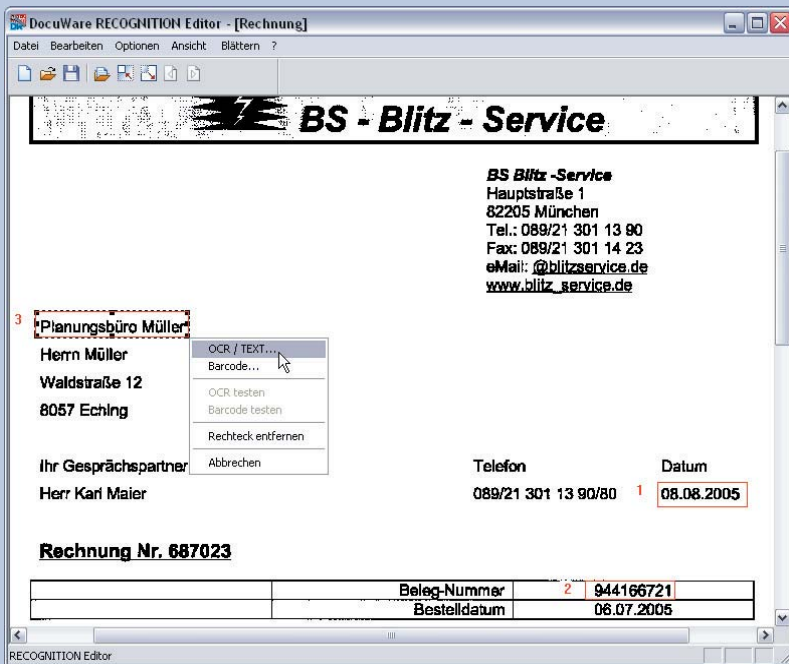 DocuWare RECOGNITION Editor - [Rechnung]
Datei Bearbeiten Optionen Ansicht Blättern ?
BS - Blitz - Service
BS Blitz -Service
Hauptstraße 1
82205 München
Tel.: 089/21 301 13 90
Fax: 089/21 301 14 23
eMail: @blitzservice.de
www.blitz_service.de
3 Planungsbüro Müller
Herrn Müller
Waldstraße 12
8057 Eching
OCR / TEXT...
Barcode...
OCR testen
Barcode testen
Rechteck entfernen
Abbrechen
Ihr Gesprächspartner Telefon Datum
Herr Karl Maier 089/21 301 13 90/80 1 08.08.2005
Rechnung Nr. 687023
Beleg-Nummer 2 944166721
Bestelldatum 06.07.2005
RECOGNITION Editor